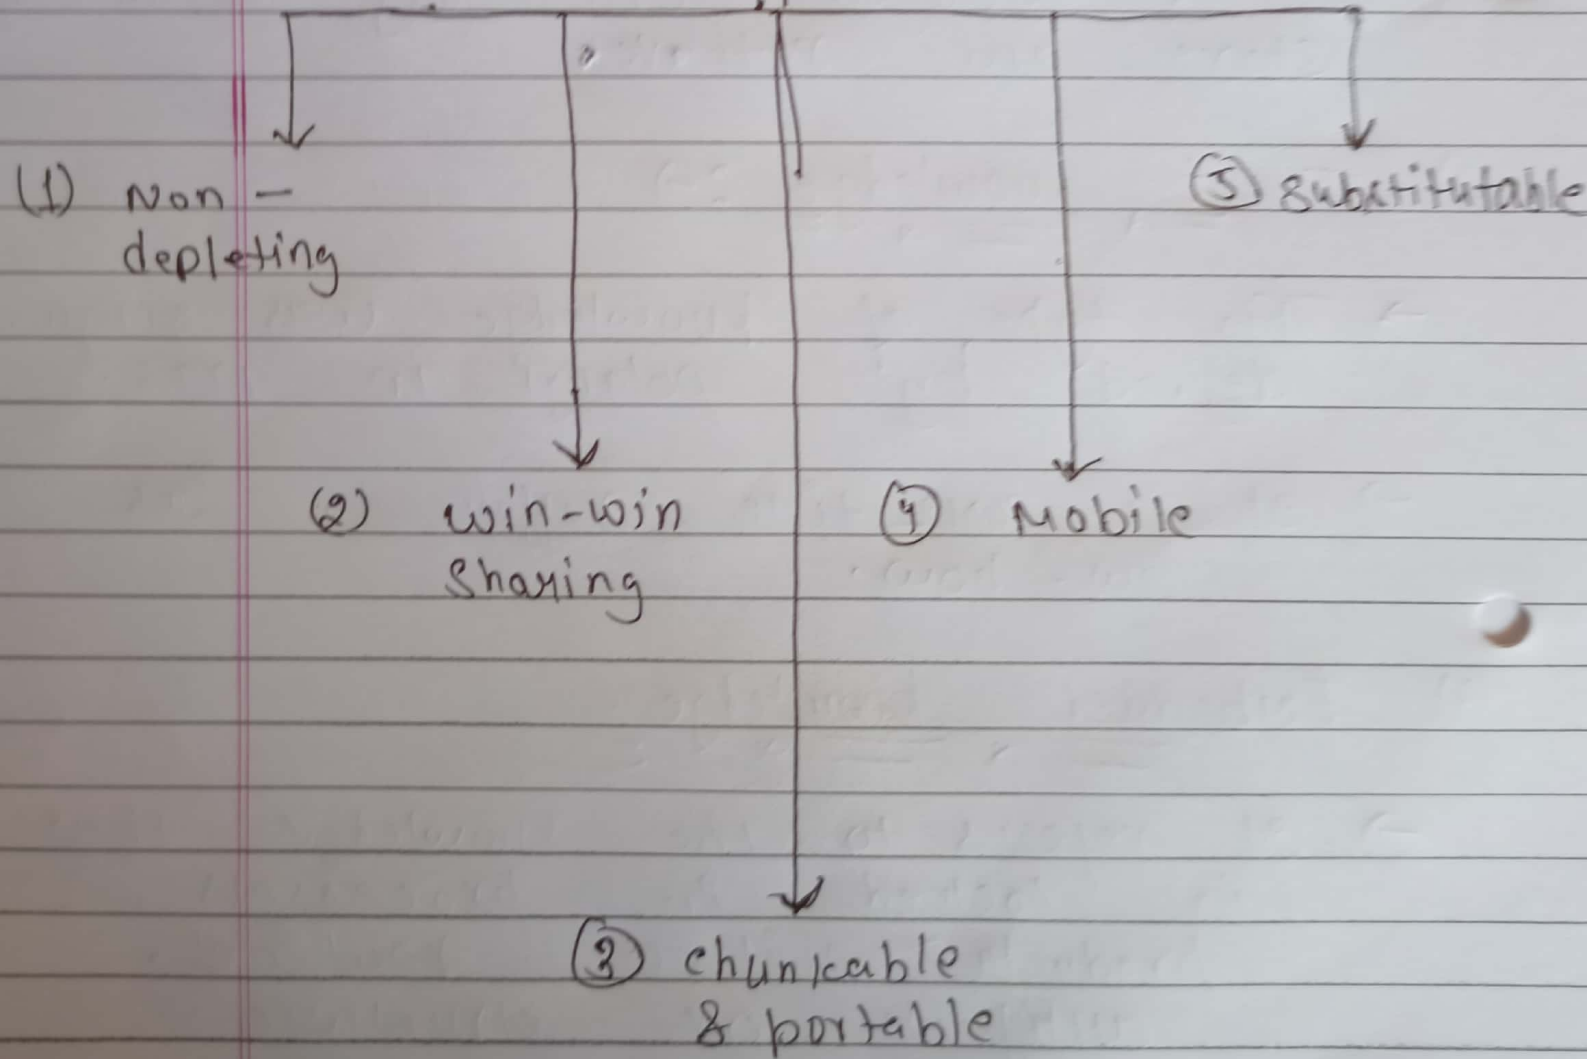 (1) Non -
depleting
(2) win-win
sharing
(3) chunkable
& portable
(4) Mobile
(5) substitutable